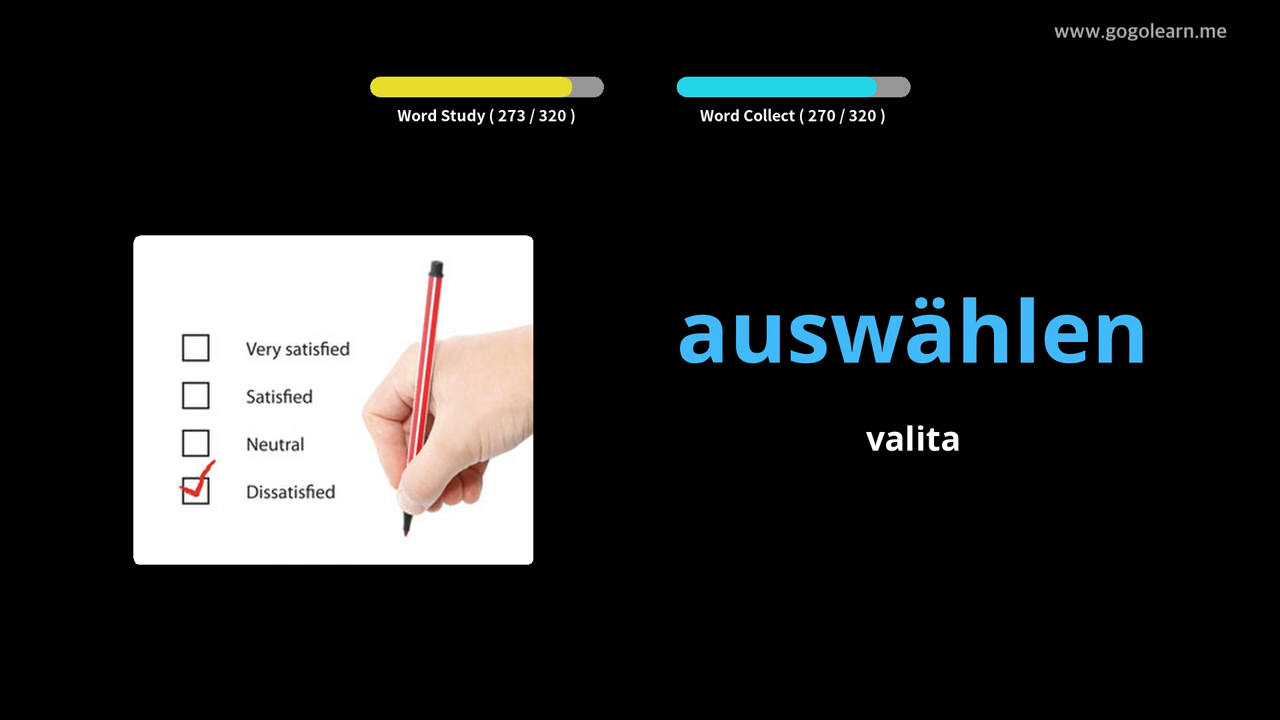 www.gogolearn.me
Word Study ( 273 / 320 )
Word Collect ( 270 / 320 )
Very satisfied
Satisfied
Neutral
Dissatisfied
auswählen
valita